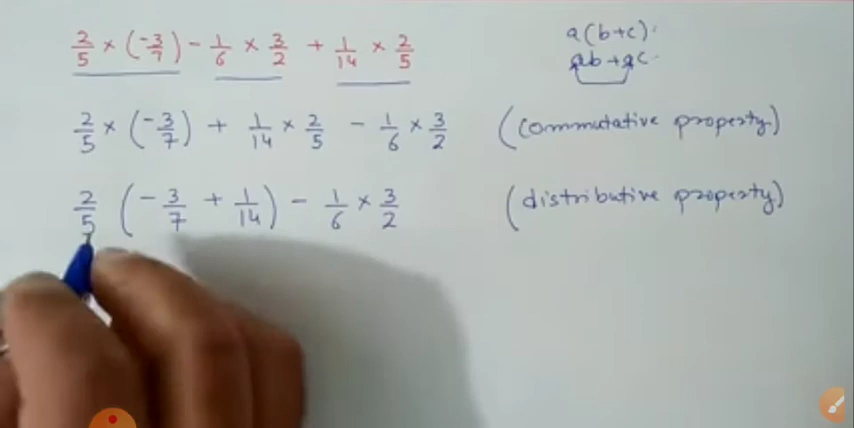 2/5 × (-3/7) - 1/6 × 3/2 + 1/14 × 2/5
a(b+c).
ab + ac.
2/5 × (-3/7) + 1/14 × 2/5 - 1/6 × 3/2 (commutative property)
2/5 (-3/7 + 1/14) - 1/6 × 3/2 (distributive property)